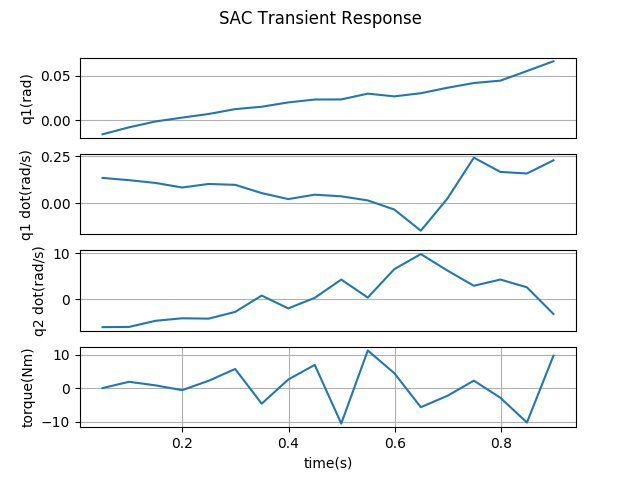 SAC Transient Response
q1(rad)
0.05
0.00
q1 dot(rad/s)
0.25
0.00
q2 dot(rad/s)
10
0
torque(Nm)
10
0
−10
0.2 0.4 0.6 0.8
time(s)